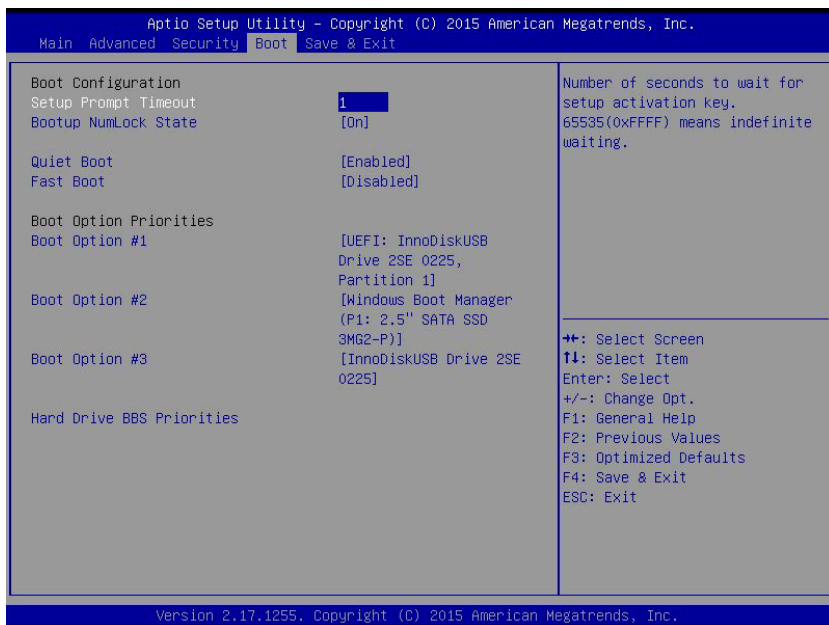 Aptio Setup Utility – Copyright (C) 2015 American Megatrends, Inc.
Main Advanced Security Boot Save & Exit
Boot Configuration
Setup Prompt Timeout 1
Bootup NumLock State [On]
Quiet Boot [Enabled]
Fast Boot [Disabled]
Boot Option Priorities
Boot Option #1 [UEFI: InnoDiskUSB
Drive 2SE 0225,
Partition 1]
Boot Option #2 [Windows Boot Manager
(P1: 2.5" SATA SSD
3MG2-P)]
Boot Option #3 [InnoDiskUSB Drive 2SE
0225]
Hard Drive BBS Priorities
Number of seconds to wait for
setup activation key.
65535(0xFFFF) means indefinite
waiting.
→←: Select Screen
↑↓: Select Item
Enter: Select
+/-: Change Opt.
F1: General Help
F2: Previous Values
F3: Optimized Defaults
F4: Save & Exit
ESC: Exit
Version 2.17.1255. Copyright (C) 2015 American Megatrends, Inc.